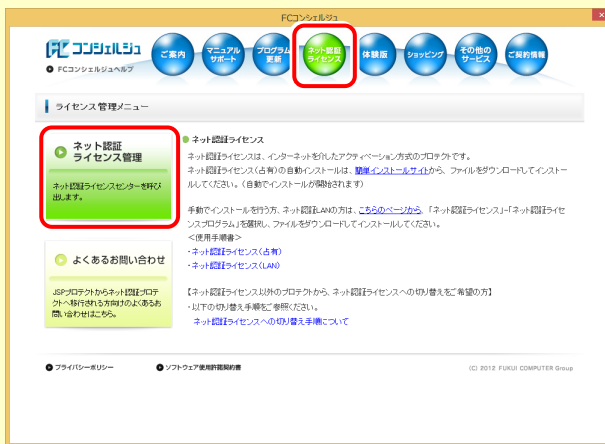 FCコンシェルジュ
FCコンシェルジュ
FCコンシェルジュヘルプ
ご案内
マニュアル
サポート
プログラム
更新
ネット認証
ライセンス
体験版
ショッピング
その他の
サービス
ご契約情報
ライセンス管理メニュー
ネット認証
ライセンス管理
ネット認証ライセンスセンターを呼び
出します。
よくあるお問い合わせ
JSPプロテクトからネット認証プロテ
クトへ移行される方向けのよくあるお
問い合わせはこちら。
ネット認証ライセンス
ネット認証ライセンスは、インターネットを介したアクティベーション方式のプロテクトです。
ネット認証ライセンス(占有)の自動インストールは、簡単インストールサイトから、ファイルをダウンロードしてインストー
ルしてください。(自動でインストールが開始されます)
手動でインストールを行う方、ネット認証LANの方は、こちらのページから、「ネット認証ライセンス」-「ネット認証ライセ
ンスプログラム」を選択し、ファイルをダウンロードしてインストールしてください。
<使用手順書>
・ネット認証ライセンス(占有)
・ネット認証ライセンス(LAN)
【ネット認証ライセンス以外のプロテクトから、ネット認証ライセンスへの切り替えをご希望の方】
・以下の切り替え手順をご参照ください。
ネット認証ライセンスへの切り替え手順について
プライバシーポリシー
ソフトウェア使用許諾契約書
(C) 2012 FUKUI COMPUTER Group